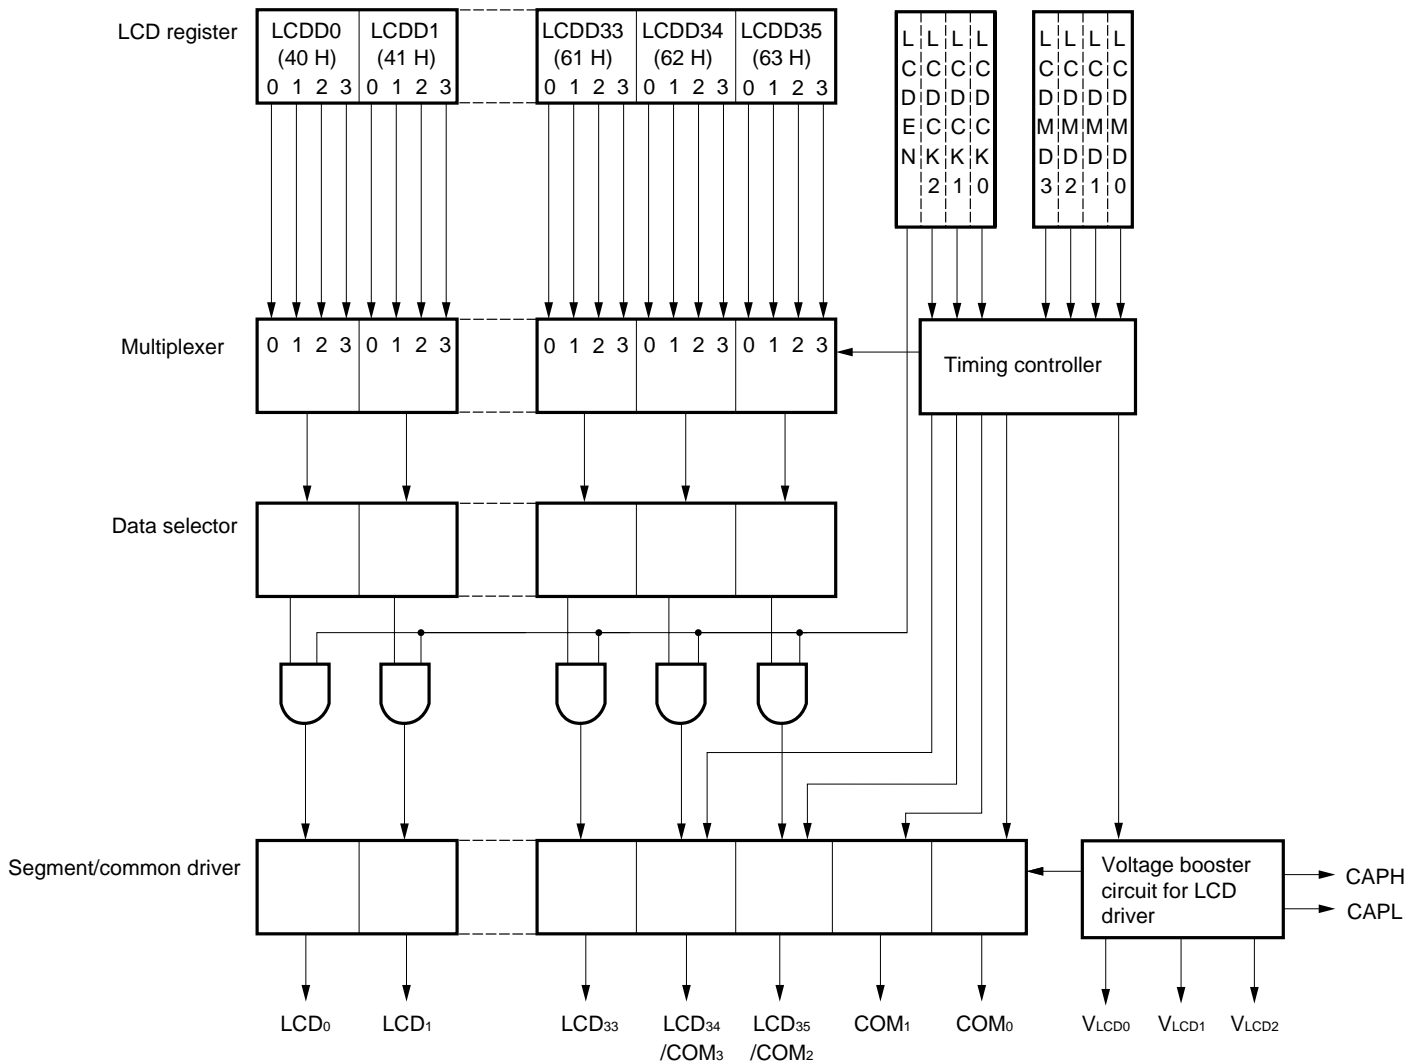 LCD register
LCDD0 LCDD1 LCDD33 LCDD34 LCDD35
(40 H) (41 H) (61 H) (62 H) (63 H)
0 1 2 3 0 1 2 3 0 1 2 3 0 1 2 3 0 1 2 3
LCDEN
LCDCK2
LCDCK1
LCDCK0
LCDMD3
LCDMD2
LCDMD1
LCDMD0
Multiplexer
0 1 2 3 0 1 2 3 0 1 2 3 0 1 2 3 0 1 2 3
Timing controller
Data selector
Segment/common driver
Voltage booster
circuit for LCD
driver
CAPH
CAPL
LCD0 LCD1 LCD33 LCD34 LCD35 COM1 COM0 VLCD0 VLCD1 VLCD2
/COM3 /COM2